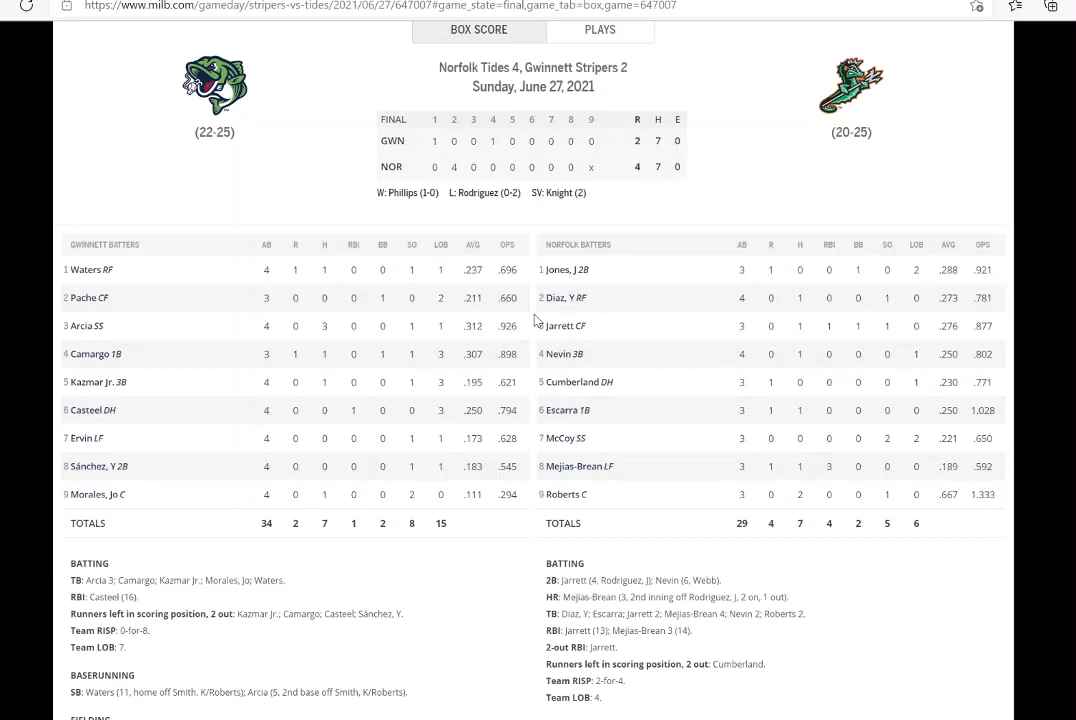 https://www.milb.com/gameday/stripers-vs-tides/2021/06/27/647007#game_state=final,game_tab=box,game=647007
BOX SCORE PLAYS
Norfolk Tides 4, Gwinnett Stripers 2
Sunday, June 27, 2021
(22-25) (20-25)
FINAL 1 2 3 4 5 6 7 8 9 R H E
GWN 1 0 0 1 0 0 0 0 0 2 7 0
NOR 0 4 0 0 0 0 0 0 x 4 7 0
W: Phillips (1-0) L: Rodriguez (0-2) SV: Knight (2)
GWINNETT BATTERS AB R H RBI BB SO LOB AVG OPS
1 Waters RF 4 1 1 0 0 1 1 .237 .696
2 Pache CF 3 0 0 0 1 0 2 .211 .660
3 Arcia SS 4 0 3 0 0 1 1 .312 .926
4 Camargo 1B 3 1 1 0 1 1 3 .307 .898
5 Kazmar Jr. 3B 4 0 1 0 0 1 3 .195 .621
6 Casteel DH 4 0 0 1 0 0 3 .250 .794
7 Ervin LF 4 0 0 0 0 1 1 .173 .628
8 Sánchez, Y 2B 4 0 0 0 0 1 1 .183 .545
9 Morales, Jo C 4 0 1 0 0 2 0 .111 .294
TOTALS 34 2 7 1 2 8 15
BATTING
TB: Arcia 3; Camargo; Kazmar Jr.; Morales, Jo; Waters.
RBI: Casteel (16).
Runners left in scoring position, 2 out: Kazmar Jr.; Camargo; Casteel; Sánchez, Y.
Team RISP: 0-for-8.
Team LOB: 7.
BASERUNNING
SB: Waters (11, home off Smith, K/Roberts); Arcia (5, 2nd base off Smith, K/Roberts).
FIELDING
NORFOLK BATTERS AB R H RBI BB SO LOB AVG OPS
1 Jones, J 2B 3 1 0 0 1 0 2 .288 .921
2 Diaz, Y RF 4 0 1 0 0 1 0 .273 .781
Jarrett CF 3 0 1 1 1 1 0 .276 .877
4 Nevin 3B 4 0 1 0 0 0 1 .250 .802
5 Cumberland DH 3 1 0 0 0 0 1 .230 .771
6 Escarra 1B 3 1 1 0 0 0 0 .250 1.028
7 McCoy SS 3 0 0 0 0 2 2 .221 .650
8 Mejias-Brean LF 3 1 1 3 0 0 0 .189 .592
9 Roberts C 3 0 2 0 0 1 0 .667 1.333
TOTALS 29 4 7 4 2 5 6
BATTING
2B: Jarrett (4, Rodriguez, J); Nevin (6, Webb).
HR: Mejias-Brean (3, 2nd inning off Rodriguez, J, 2 on, 1 out).
TB: Diaz, Y; Escarra; Jarrett 2; Mejias-Brean 4; Nevin 2; Roberts 2.
RBI: Jarrett (13); Mejias-Brean 3 (14).
2-out RBI: Jarrett.
Runners left in scoring position, 2 out: Cumberland.
Team RISP: 2-for-4.
Team LOB: 4.